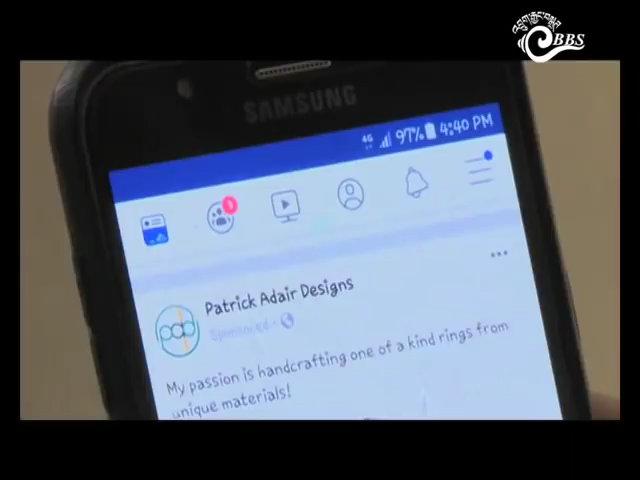 BBS
SAMSUNG
4G 97% 4:40 PM
Patrick Adair Designs
Sponsored
My passion is handcrafting one of a kind rings from
unique materials!